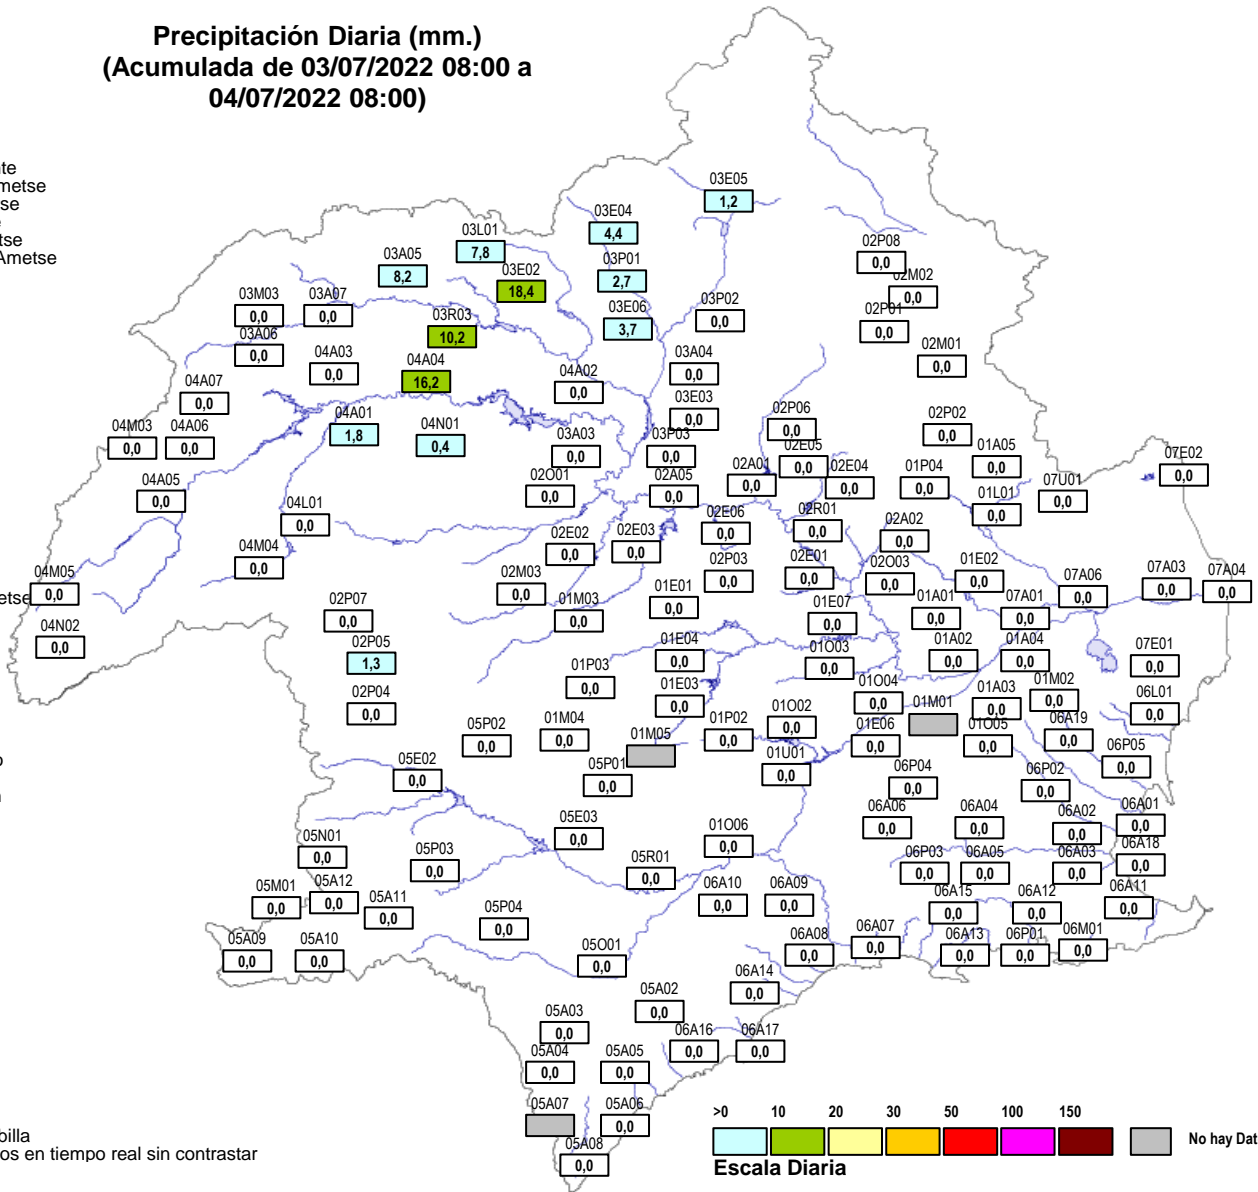 Precipitación Diaria (mm.)
(Acumulada de 03/07/2022 08:00 a
04/07/2022 08:00)
nte
metse
tse
e
tse
Ametse
03E05
1,2
03E04
4,4
03L01
7,8
03A05
8,2
03E02
18,4
03P01
2,7
02P08
0,0
02M02
0,0
03M03
0,0
03A07
0,0
03R03
10,2
03E06
3,7
03P02
0,0
02P01
0,0
03A06
0,0
04A03
0,0
04A04
16,2
04A02
0,0
03A04
0,0
02M01
0,0
04A07
0,0
03E03
0,0
04A01
1,8
04N01
0,4
02P06
0,0
02P02
0,0
04M03
0,0
04A06
0,0
03A03
0,0
03P03
0,0
02E05
0,0
01A05
0,0
07E02
0,0
04A05
0,0
02O01
0,0
02A05
0,0
02A01
0,0
02E04
0,0
01P04
0,0
07U01
0,0
01L01
0,0
04L01
0,0
02E06
0,0
02R01
0,0
02A02
0,0
02E02
0,0
02E03
0,0
04M04
0,0
02P03
0,0
02E01
0,0
02O03
0,0
01E02
0,0
04M05
0,0
etse
02M03
0,0
07A06
0,0
07A03
0,0
07A04
0,0
01M03
0,0
01E01
0,0
01E07
0,0
01A01
0,0
07A01
0,0
02P07
0,0
04N02
0,0
02P05
1,3
01E04
0,0
01O03
0,0
01A02
0,0
01A04
0,0
07E01
0,0
01P03
0,0
01E03
0,0
01O04
0,0
01A03
0,0
01M02
0,0
06L01
0,0
02P04
0,0
01M01
05P02
0,0
01M04
0,0
01M05
01P02
0,0
01O02
0,0
01E06
0,0
01O05
0,0
06A19
0,0
o
05E02
0,0
05P01
0,0
01U01
0,0
06P04
0,0
06P02
0,0
06P05
0,0
05E03
0,0
01O06
0,0
06A06
0,0
06A04
0,0
06A02
0,0
06A01
0,0
05N01
0,0
05P03
0,0
05R01
0,0
06P03
0,0
06A05
0,0
06A03
0,0
06A18
0,0
05M01
0,0
05A12
0,0
05A11
0,0
06A10
0,0
06A09
0,0
06A15
0,0
06A12
0,0
06A11
0,0
05P04
0,0
05A09
0,0
05A10
0,0
05O01
0,0
06A08
0,0
06A07
0,0
06A13
0,0
06P01
0,0
06M01
0,0
06A14
0,0
05A03
0,0
05A02
0,0
06A16
0,0
06A17
0,0
05A04
0,0
05A05
0,0
05A07
05A06
0,0
05A08
0,0
billa
os en tiempo real sin contrastar
>0 10 20 30 50 100 150
No hay Dat
Escala Diaria